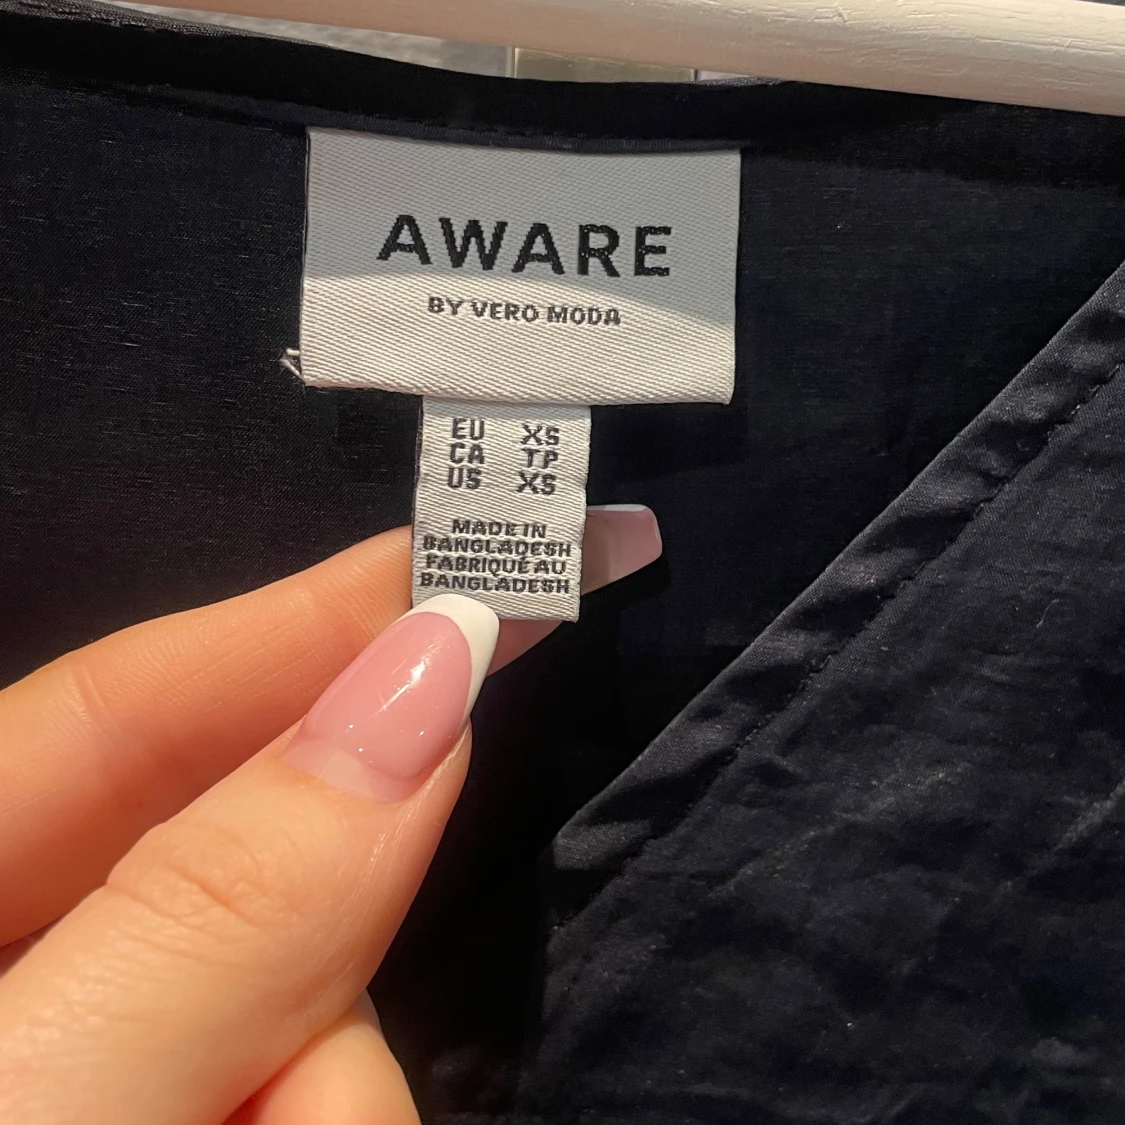 AWARE
BY VERO MODA
EU XS
CA TP
US XS
MADE IN
BANGLADESH
FABRIQUÉ AU
BANGLADESH